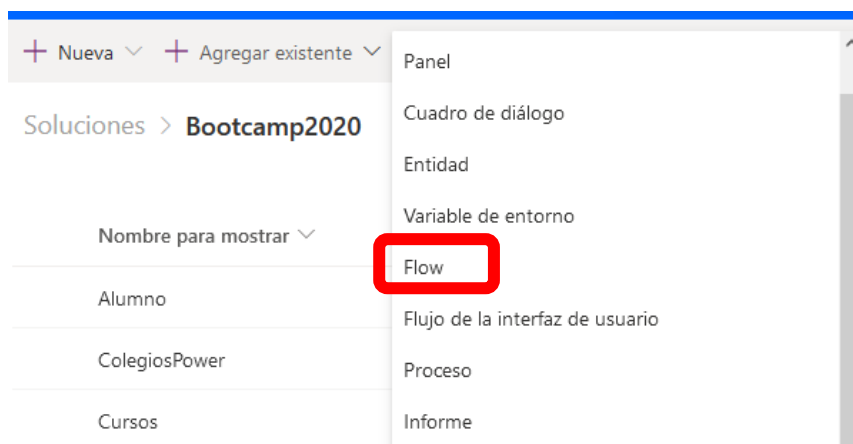 Nueva
Agregar existente
Soluciones > Bootcamp2020
Nombre para mostrar
Alumno
ColegiosPower
Cursos
Panel
Cuadro de diálogo
Entidad
Variable de entorno
Flow
Flujo de la interfaz de usuario
Proceso
Informe